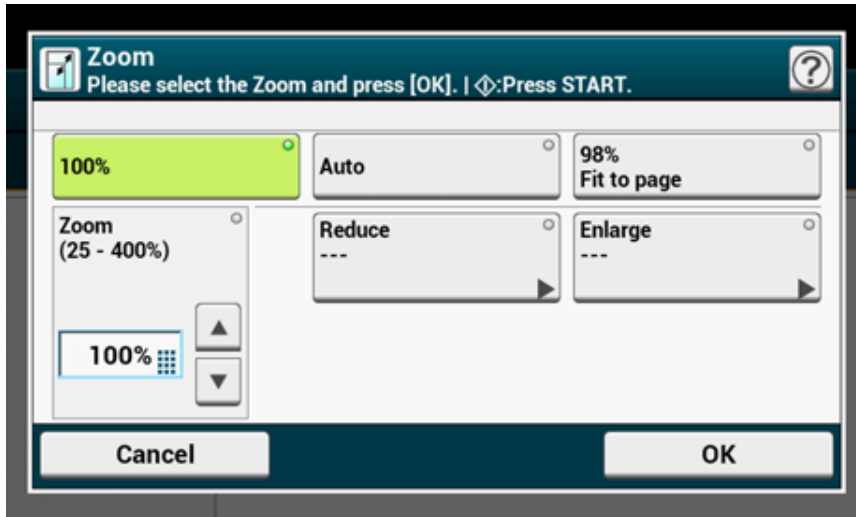 Zoom
Please select the Zoom and press [OK]. | :Press START.
100%
Auto
98%
Fit to page
Zoom
(25 - 400%)
Reduce
---
Enlarge
---
100%
Cancel
OK